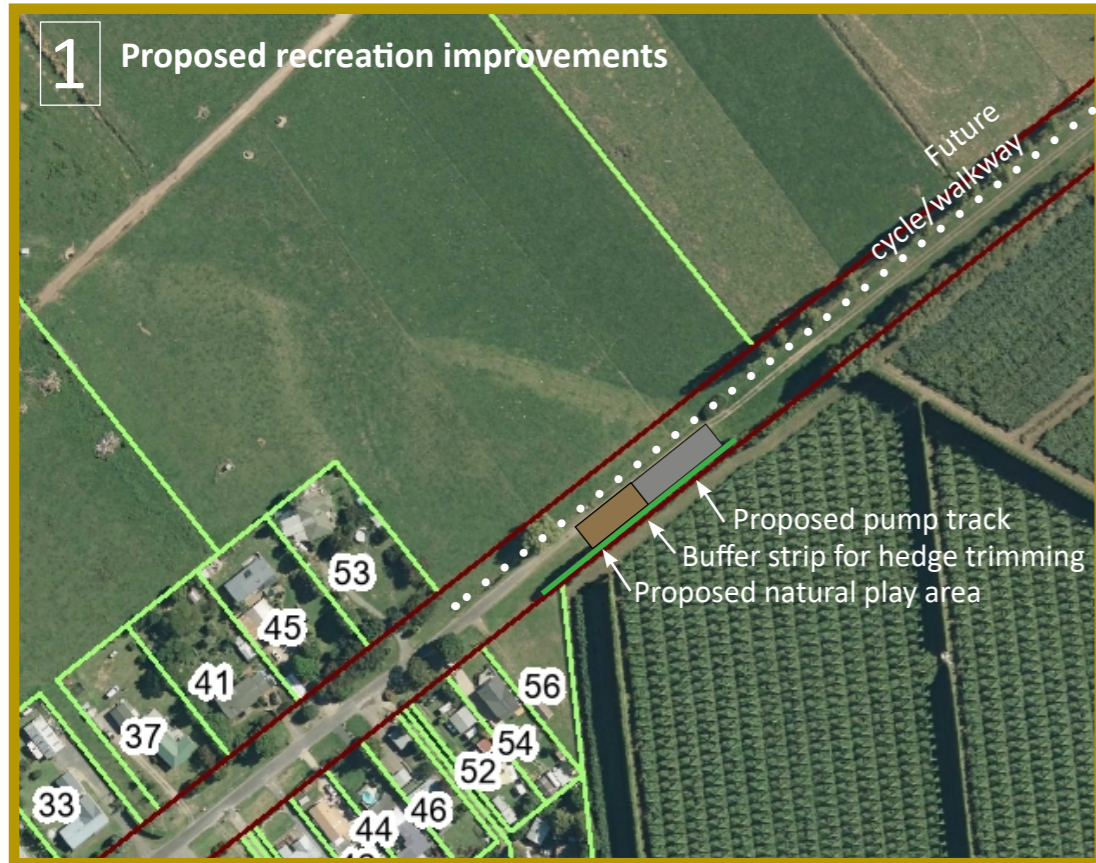 1
Proposed recreation improvements
Future
cycle/walkway
Proposed pump track
Buffer strip for hedge trimming
Proposed natural play area
53
45
41
37
33
56
54
52
46
44